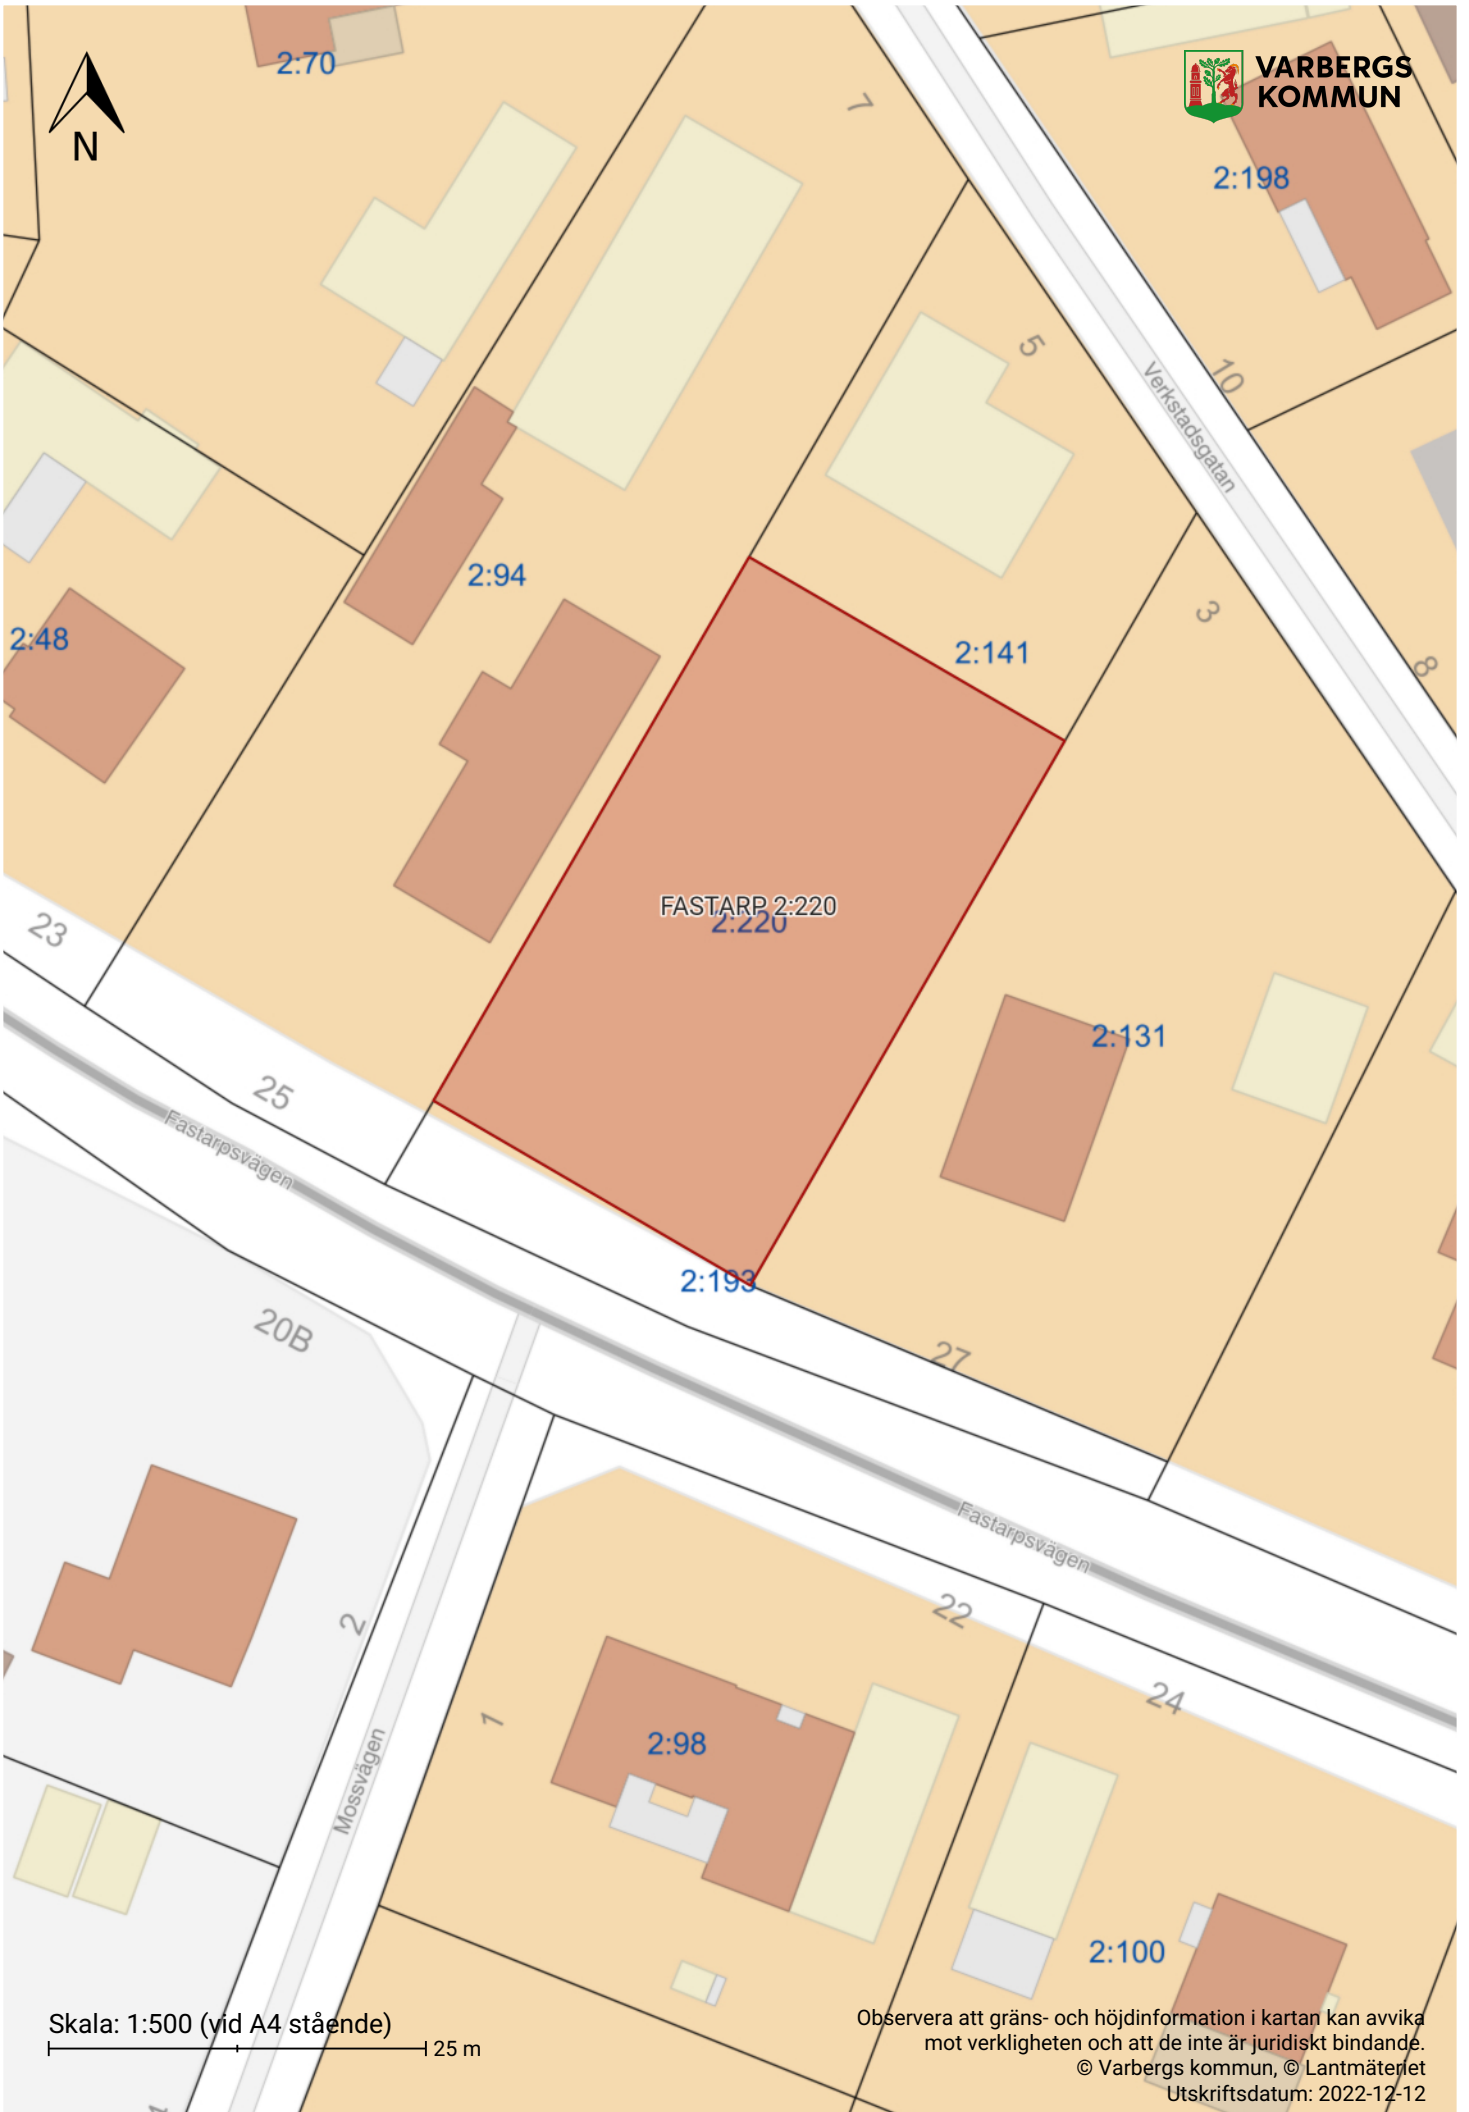 2:70
VARBERGS
KOMMUN
N
7
2:198
5
10
Verkstadsgatan
2:94
3
2:48
2:141
8
FASTARP 2:220
2:220
23
2:131
25
Fastarpsvägen
2:193
20B
27
Fastarpsvägen
22
2
24
1
2:98
Mossvägen
2:100
Skala: 1:500 (vid A4 stående)
25 m
Observera att gräns- och höjdinformation i kartan kan avvika
mot verkligheten och att de inte är juridiskt bindande.
© Varbergs kommun, © Lantmäteriet
Utskriftsdatum: 2022-12-12